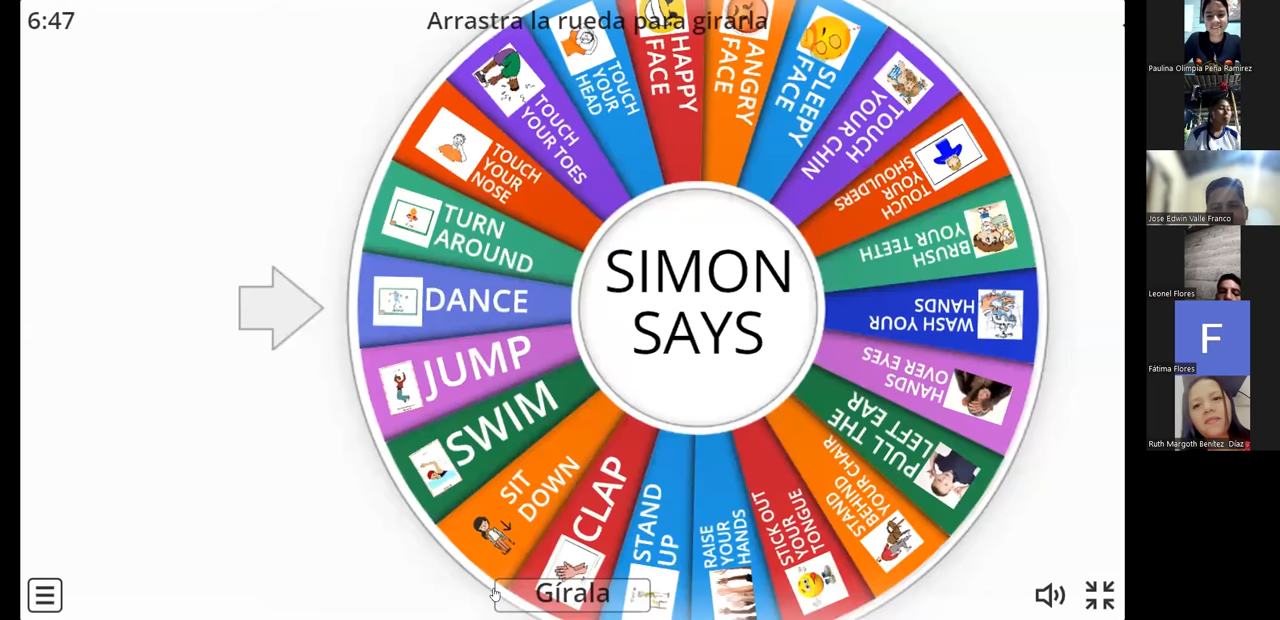 6:47
Arrastra la rueda para girarla
SIMON
SAYS
HAPPY
FACE
ANGRY
FACE
SLEEPY
FACE
TOUCH
YOUR CHIN
TOUCH
YOUR
SHOULDERS
BRUSH
YOUR TEETH
WASH YOUR
HANDS
HANDS
OVER EYES
PULL THE
LEFT EAR
STAND
BEHIND
YOUR CHAIR
STICK OUT
YOUR
TONGUE
RAISE
YOUR
HANDS
STAND
UP
CLAP
SIT
DOWN
SWIM
JUMP
DANCE
TURN
AROUND
TOUCH
YOUR
NOSE
TOUCH
YOUR TOES
TOUCH
YOUR
HEAD
Gírala
Paulina Olimpia Peña Ramirez
Jose Edwin Valle Franco
Leonel Flores
F
Fátima Flores
Ruth Margoth Benítez Díaz